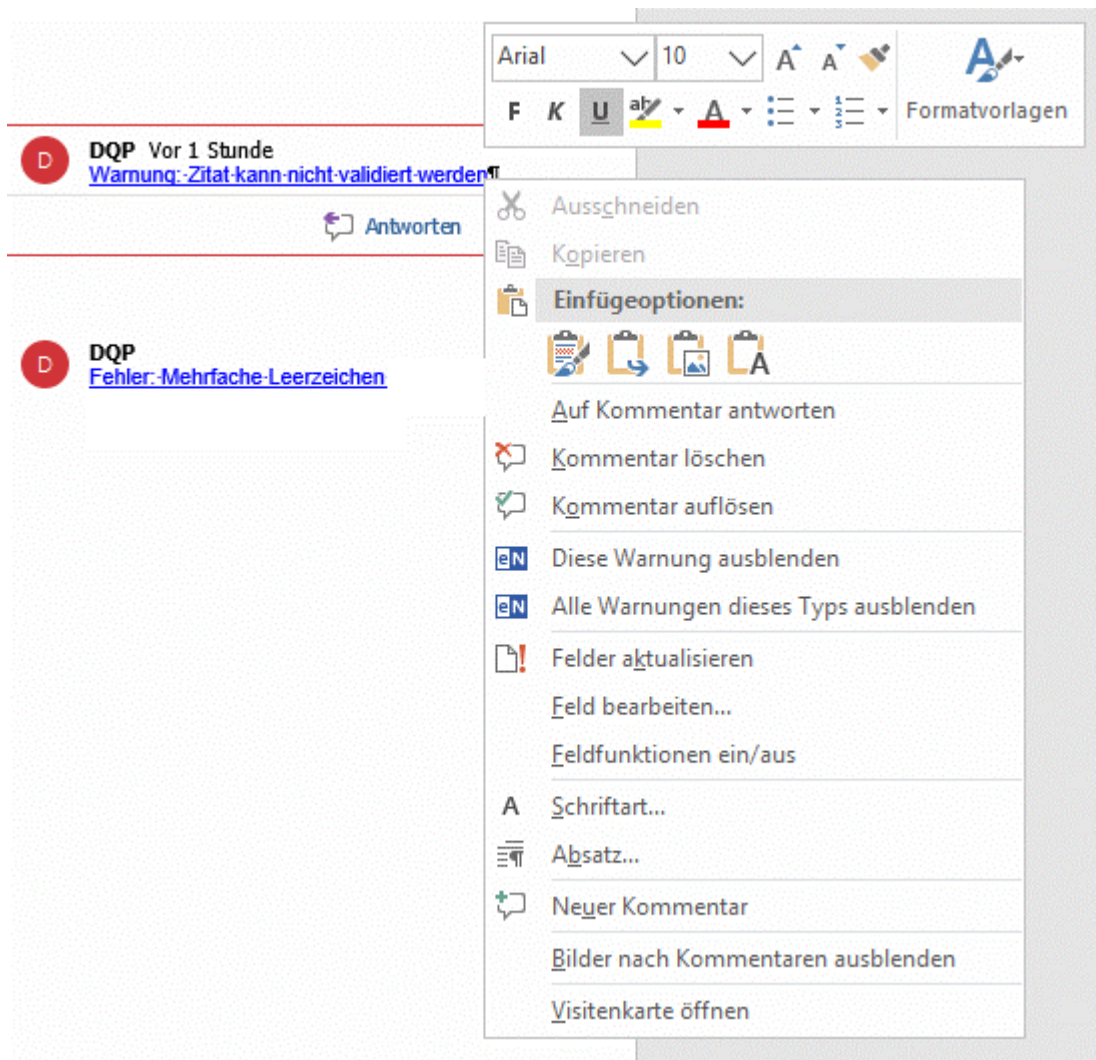 Arial 10 A A
F K U ab A Formatvorlagen
D DQP Vor 1 Stunde
Warnung:·Zitat·kann·nicht·validiert·werden¶
Antworten
D DQP
Fehler:·Mehrfache·Leerzeichen·
Ausschneiden
Kopieren
Einfügeoptionen:
Auf Kommentar antworten
Kommentar löschen
Kommentar auflösen
eN Diese Warnung ausblenden
eN Alle Warnungen dieses Typs ausblenden
Felder aktualisieren
Feld bearbeiten...
Feldfunktionen ein/aus
A Schriftart...
Absatz...
Neuer Kommentar
Bilder nach Kommentaren ausblenden
Visitenkarte öffnen